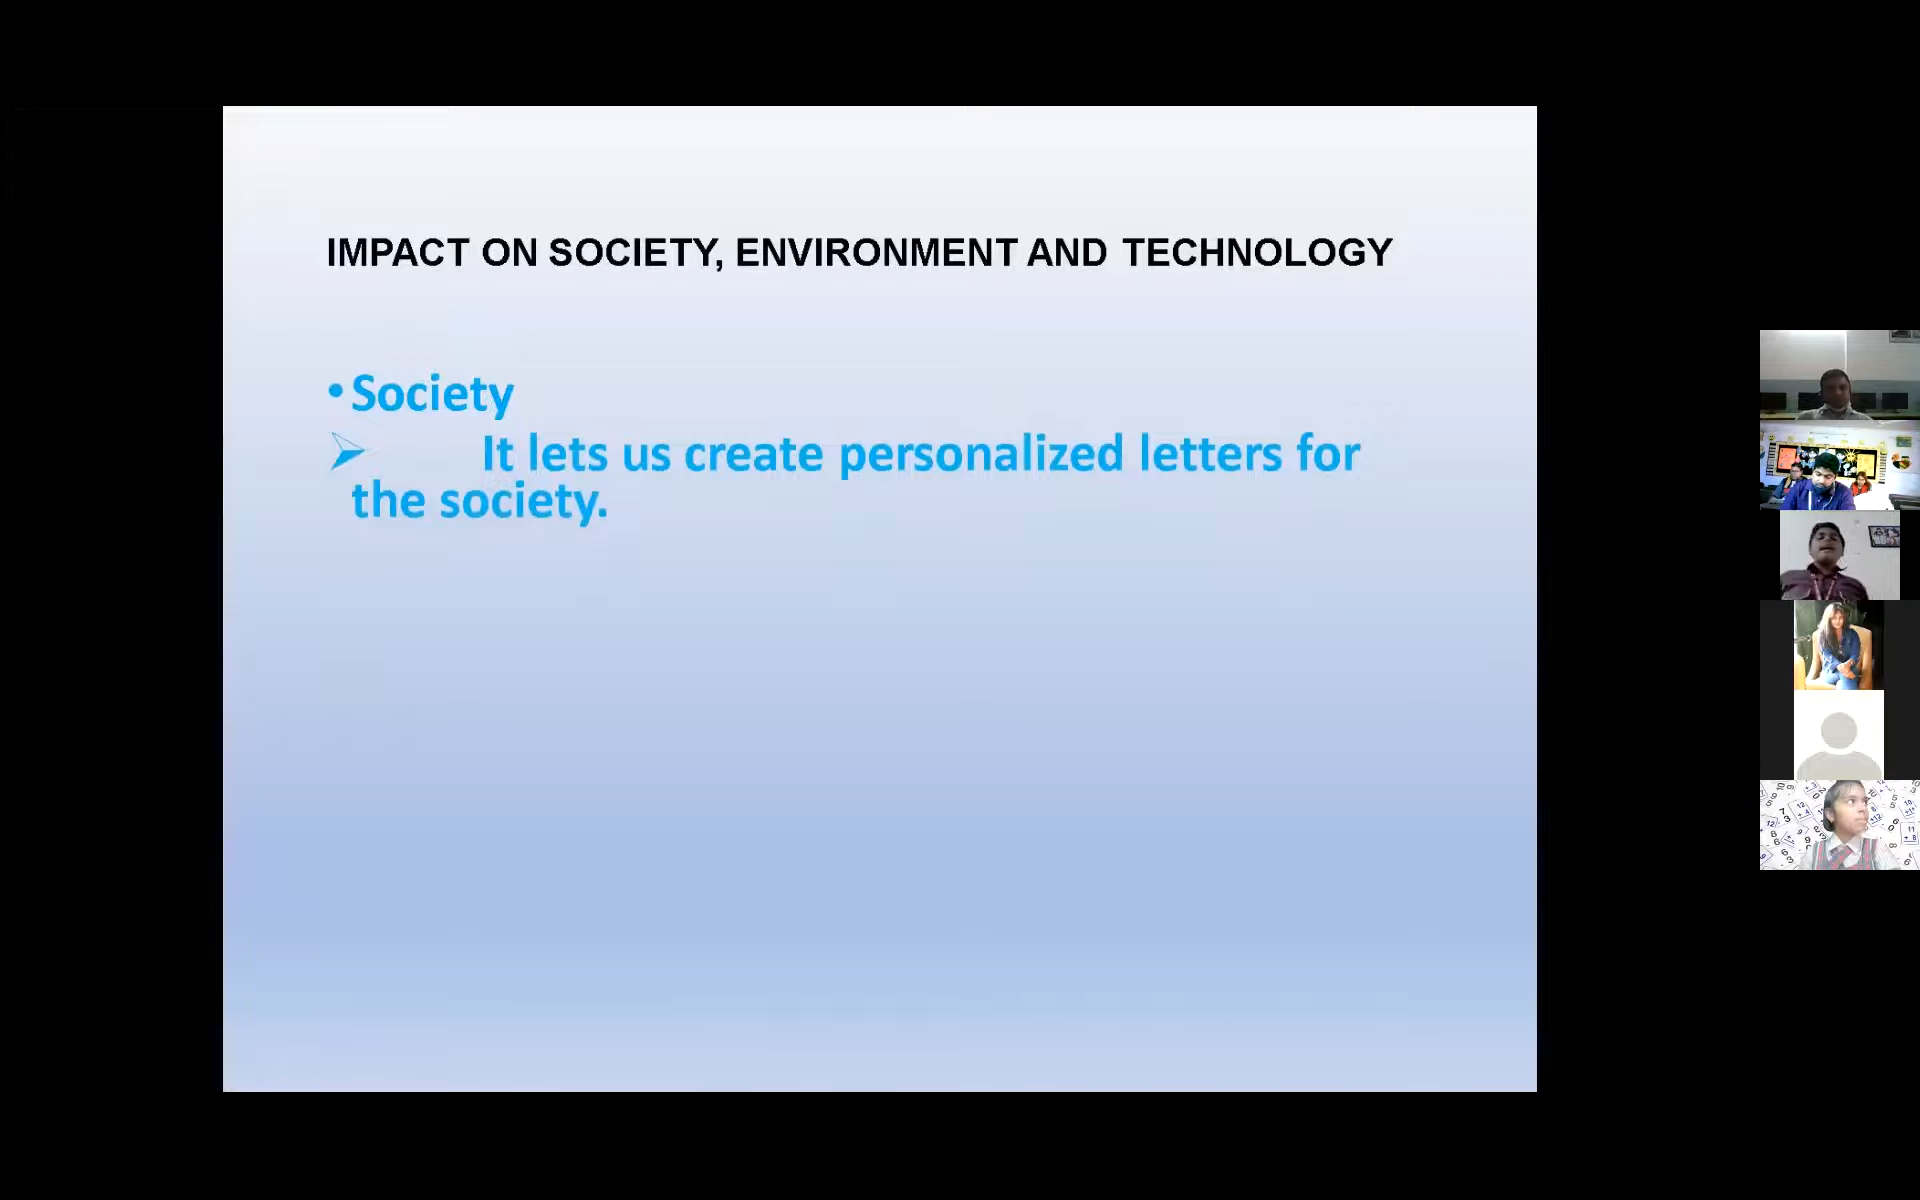 IMPACT ON SOCIETY, ENVIRONMENT AND TECHNOLOGY
• Society
➢ It lets us create personalized letters for
the society.